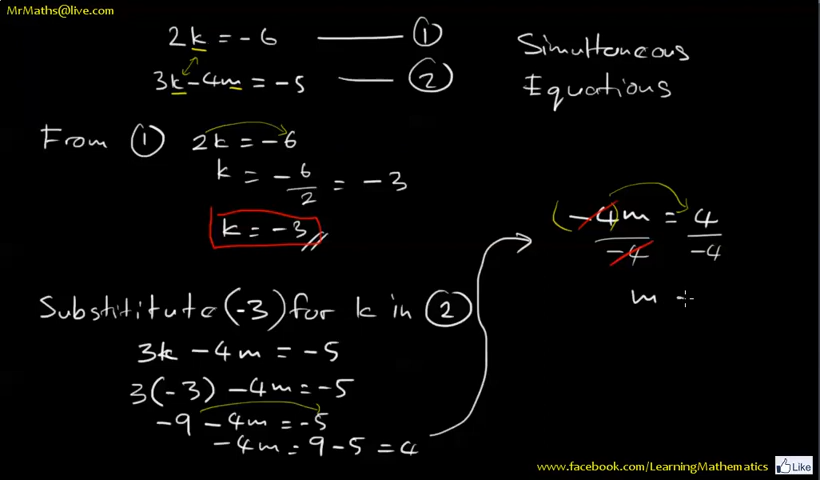 MrMaths@live.com
2k = -6 ——— ①
3k - 4m = -5 ——— ②
Simultaneous
Equations
From ① 2k = -6
k = -6/2 = -3
k = -3
Substititute (-3) for k in ②
3k - 4m = -5
3(-3) - 4m = -5
-9 - 4m = -5
-4m = 9 - 5 = 4
-4m/-4 = 4/-4
m =
www.facebook.com/LearningMathematics Like